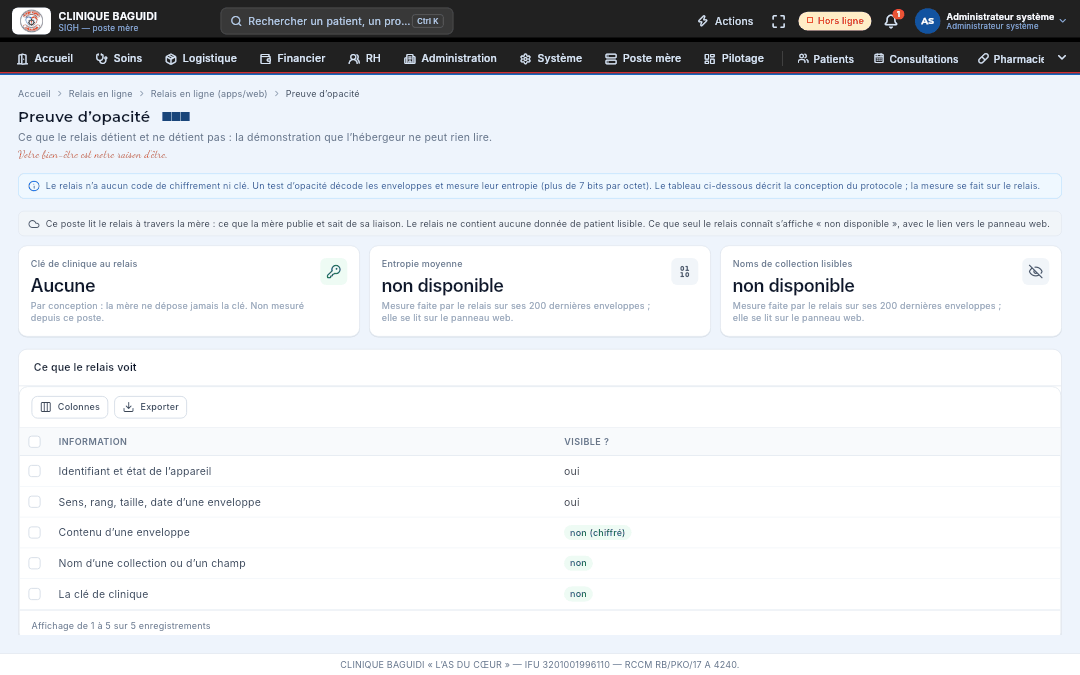 CLINIQUE BAGUIDI
SIGH — poste mère
Rechercher un patient, un pro... Ctrl K
Actions
Hors ligne
1
AS
Administrateur système
Administrateur système
Accueil Soins Logistique Financier RH Administration Système Poste mère Pilotage Patients Consultations Pharmacie
Accueil > Relais en ligne > Relais en ligne (apps/web) > Preuve d’opacité
Preuve d’opacité
Ce que le relais détient et ne détient pas : la démonstration que l’hébergeur ne peut rien lire.
Votre bien-être est notre raison d'être.
Le relais n’a aucun code de chiffrement ni clé. Un test d’opacité décode les enveloppes et mesure leur entropie (plus de 7 bits par octet). Le tableau ci-dessous décrit la conception du protocole ; la mesure se fait sur le relais.
Ce poste lit le relais à travers la mère : ce que la mère publie et sait de sa liaison. Le relais ne contient aucune donnée de patient lisible. Ce que seul le relais connaît s’affiche « non disponible », avec le lien vers le panneau web.
Clé de clinique au relais
Aucune
Par conception : la mère ne dépose jamais la clé. Non mesuré
depuis ce poste.
Entropie moyenne
non disponible
Mesure faite par le relais sur ses 200 dernières enveloppes ;
elle se lit sur le panneau web.
Noms de collection lisibles
non disponible
Mesure faite par le relais sur ses 200 dernières enveloppes ;
elle se lit sur le panneau web.
Ce que le relais voit
Colonnes Exporter
INFORMATION VISIBLE ?
Identifiant et état de l’appareil oui
Sens, rang, taille, date d’une enveloppe oui
Contenu d’une enveloppe non (chiffré)
Nom d’une collection ou d’un champ non
La clé de clinique non
Affichage de 1 à 5 sur 5 enregistrements
CLINIQUE BAGUIDI « L’AS DU CŒUR » — IFU 3201001996110 — RCCM RB/PKO/17 A 4240.